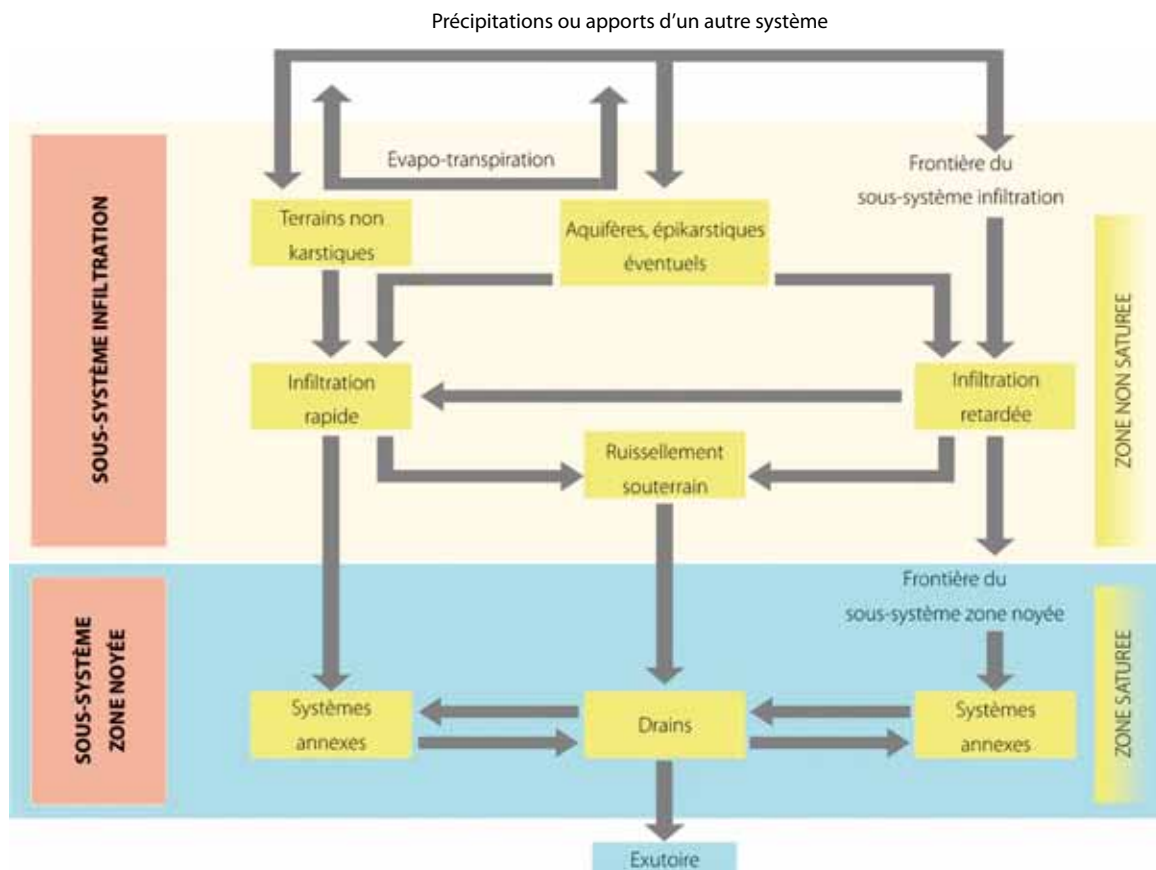 Précipitations ou apports d’un autre système
Evapo-transpiration
Frontière du
sous-système infiltration
Terrains non
karstiques
Aquifères, épikarstiques
éventuels
SOUS-SYSTÈME INFILTRATION
ZONE NON SATUREE
Infiltration
rapide
Infiltration
retardée
Ruissellement
souterrain
Frontière du
sous-système zone noyée
SOUS-SYSTÈME
ZONE NOYÉE
ZONE SATUREE
Systèmes
annexes
Drains
Systèmes
annexes
Exutoire